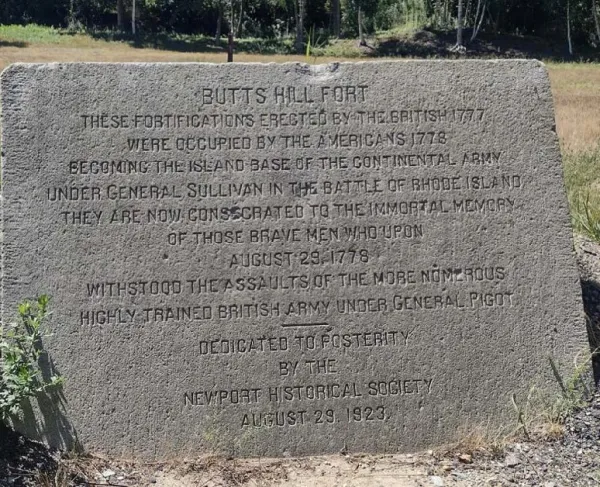 BUTTS HILL FORT
THESE FORTIFICATIONS ERECTED BY THE BRITISH 1777
WERE OCCUPIED BY THE AMERICANS 1778
BECOMING THE ISLAND BASE OF THE CONTINENTAL ARMY
UNDER GENERAL SULLIVAN IN THE BATTLE OF RHODE ISLAND
THEY ARE NOW CONSECRATED TO THE IMMORTAL MEMORY
OF THOSE BRAVE MEN WHO UPON
AUGUST 29, 1778
WITHSTOOD THE ASSAULTS OF THE MORE NUMEROUS
HIGHLY TRAINED BRITISH ARMY UNDER GENERAL PIGOT.
DEDICATED TO POSTERITY
BY THE
NEWPORT HISTORICAL SOCIETY
AUGUST 29, 1923.